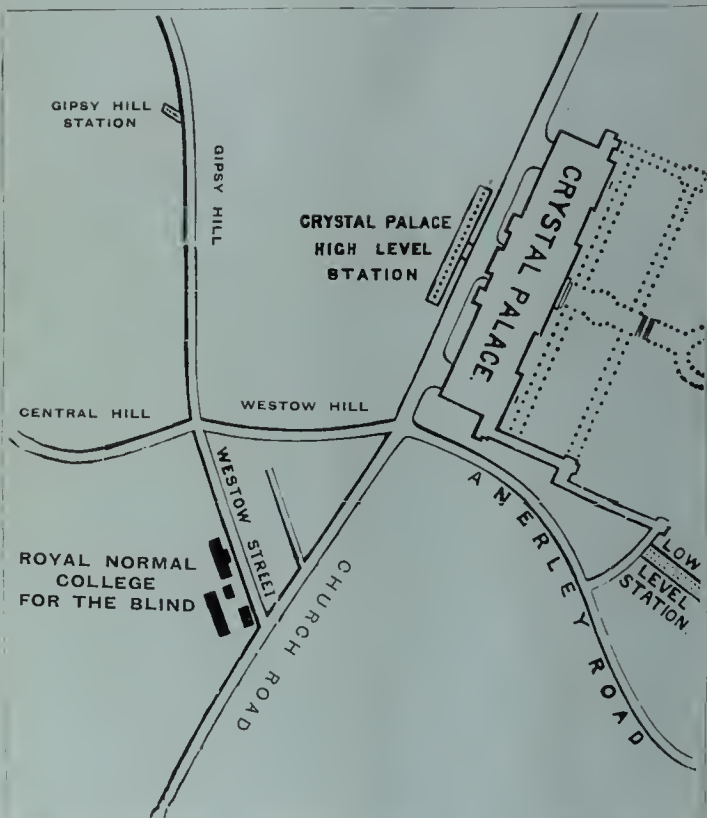 GIPSY HILL
STATION
GIPSY HILL
CRYSTAL PALACE
HIGH LEVEL
STATION
CRYSTAL PALACE.
CENTRAL HILL
WESTOW HILL
WESTOW STREET
ANERLEY ROAD
LOW
LEVEL
STATION
ROYAL NORMAL
COLLEGE
FOR THE BLIND
CHURCH ROAD